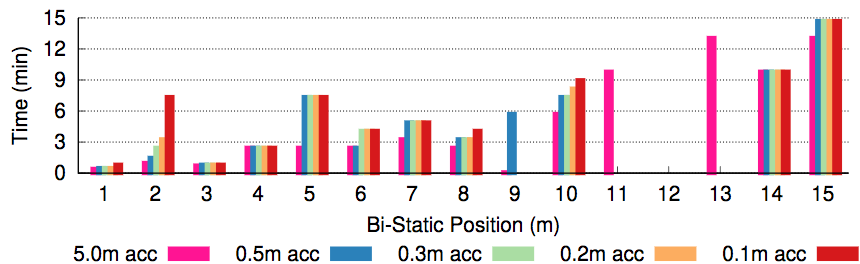 15
12
9
6
3
0
Time (min)
1 2 3 4 5 6 7 8 9 10 11 12 13 14 15
Bi-Static Position (m)
5.0m acc 0.5m acc 0.3m acc 0.2m acc 0.1m acc